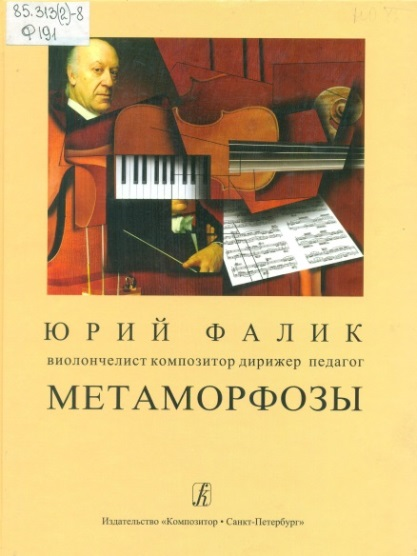 85.313(2)-8
Ф191
ЮРИЙ ФАЛИК
виолончелист композитор дирижер педагог
МЕТАМОРФОЗЫ
Издательство «Композитор • Санкт-Петербург»